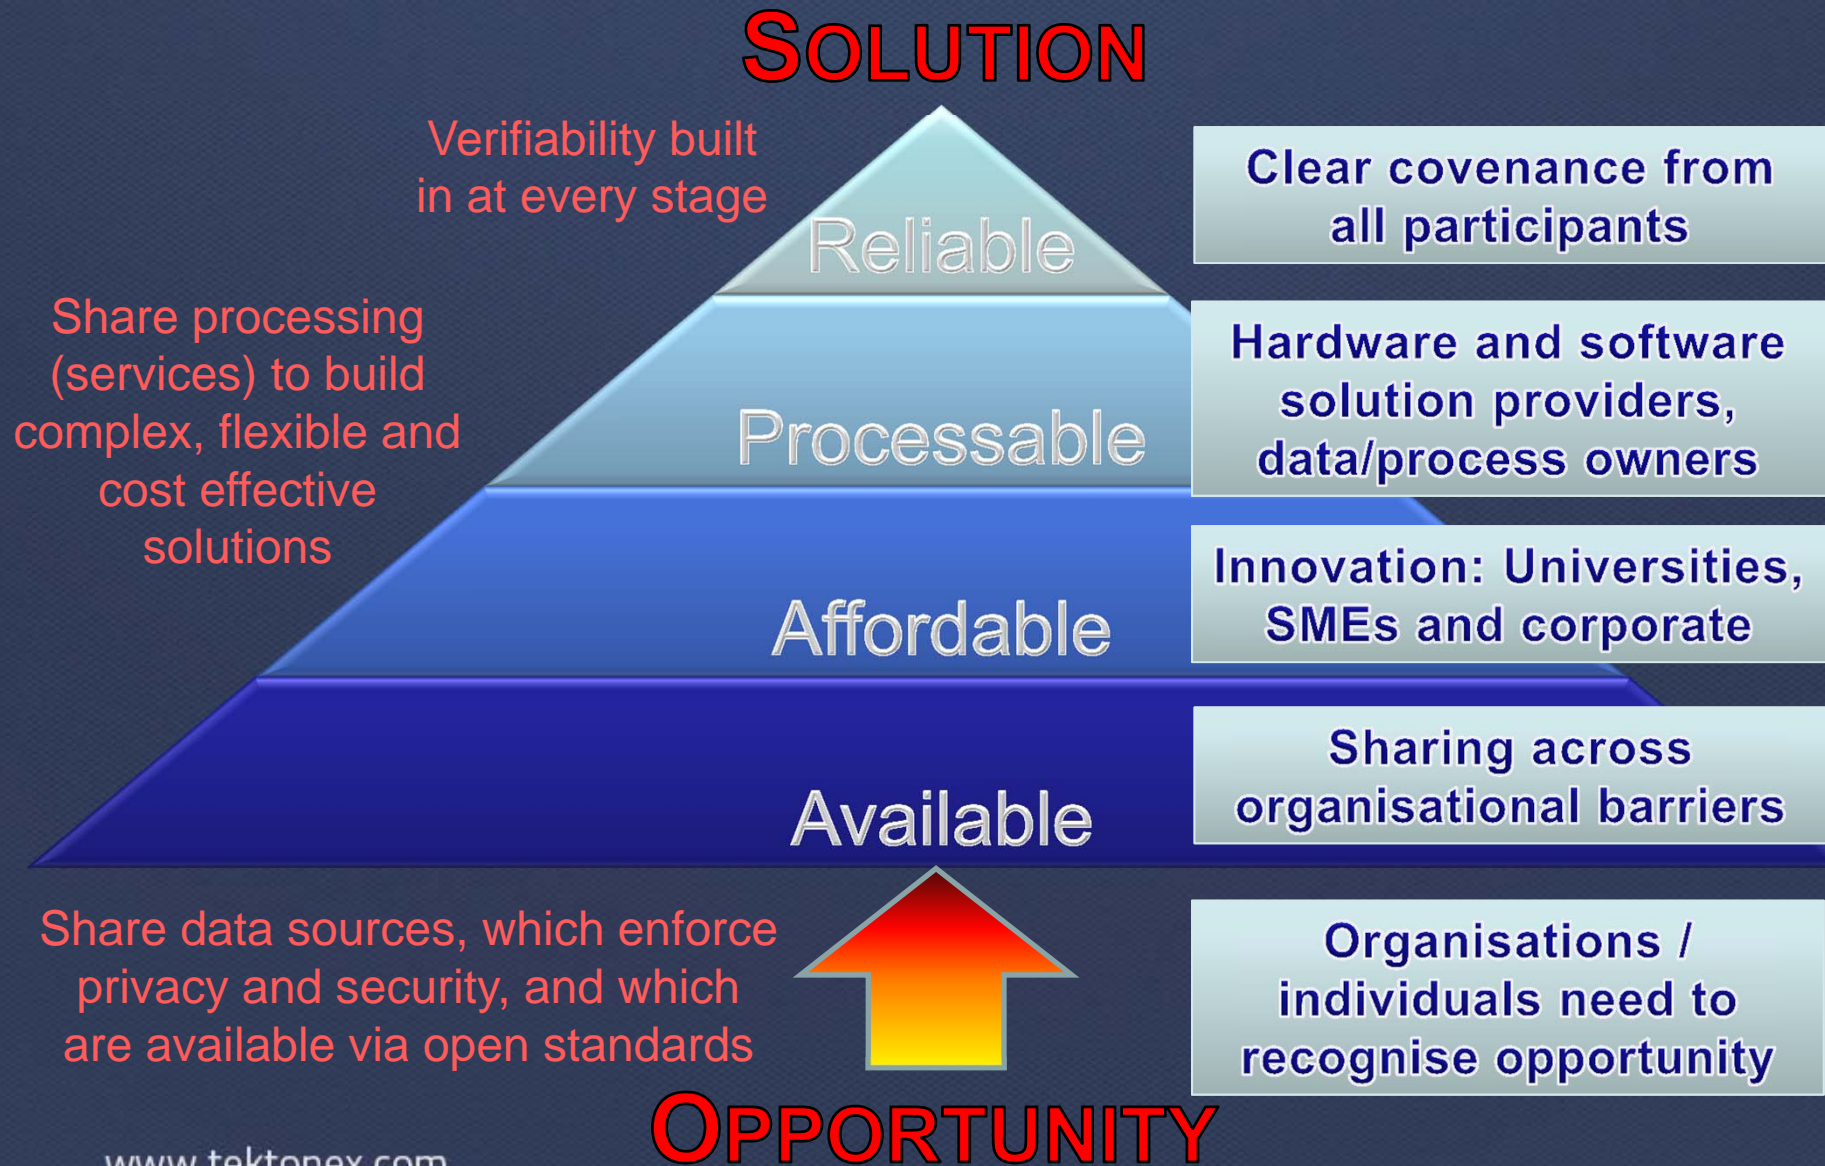 SOLUTION
Verifiability built
in at every stage
Reliable
Clear covenance from
all participants
Share processing
(services) to build
complex, flexible and
cost effective
solutions
Processable
Hardware and software
solution providers,
data/process owners
Affordable
Innovation: Universities,
SMEs and corporate
Available
Sharing across
organisational barriers
Share data sources, which enforce
privacy and security, and which
are available via open standards
Organisations /
individuals need to
recognise opportunity
OPPORTUNITY
www.tektonex.com